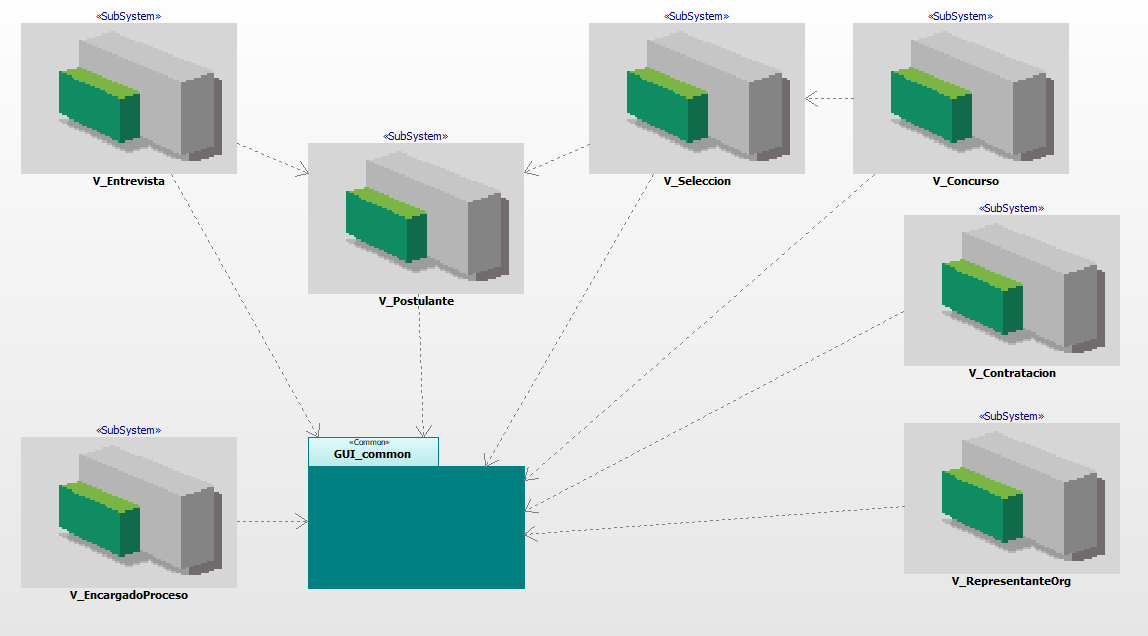 «SubSystem»
V_Entrevista
«SubSystem»
V_Postulante
«SubSystem»
V_Seleccion
«SubSystem»
V_Concurso
«SubSystem»
V_Contratacion
«SubSystem»
V_EncargadoProceso
«Common»
GUI_common
«SubSystem»
V_RepresentanteOrg